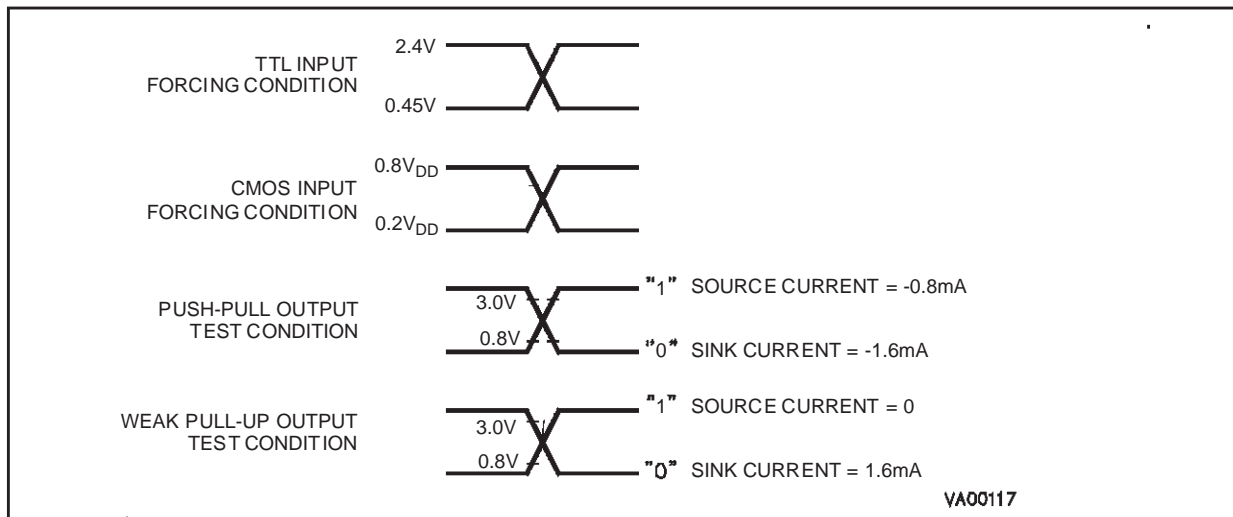 TTL INPUT
FORCING CONDITION
2.4V
0.45V
CMOS INPUT
FORCING CONDITION
0.8VDD
0.2VDD
PUSH-PULL OUTPUT
TEST CONDITION
3.0V
0.8V
"1" SOURCE CURRENT = -0.8mA
"0" SINK CURRENT = -1.6mA
WEAK PULL-UP OUTPUT
TEST CONDITION
3.0V
0.8V
"1" SOURCE CURRENT = 0
"0" SINK CURRENT = 1.6mA
VA00117